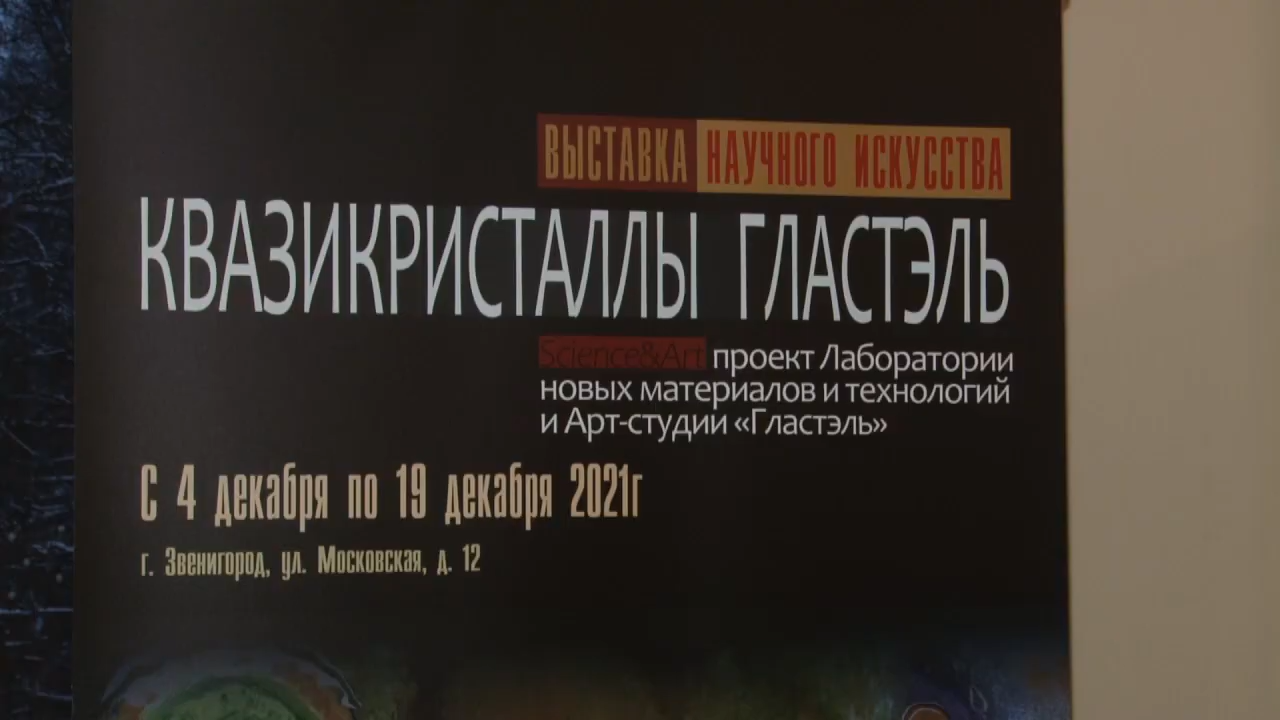 ВЫСТАВКА НАУЧНОГО ИСКУССТВА
КВАЗИКРИСТАЛЛЫ ГЛАСТЭЛЬ
Science&Art проект Лаборатории
новых материалов и технологий
и Арт-студии «Гластэль»
С 4 декабря по 19 декабря 2021г
г. Звенигород, ул. Московская, д. 12